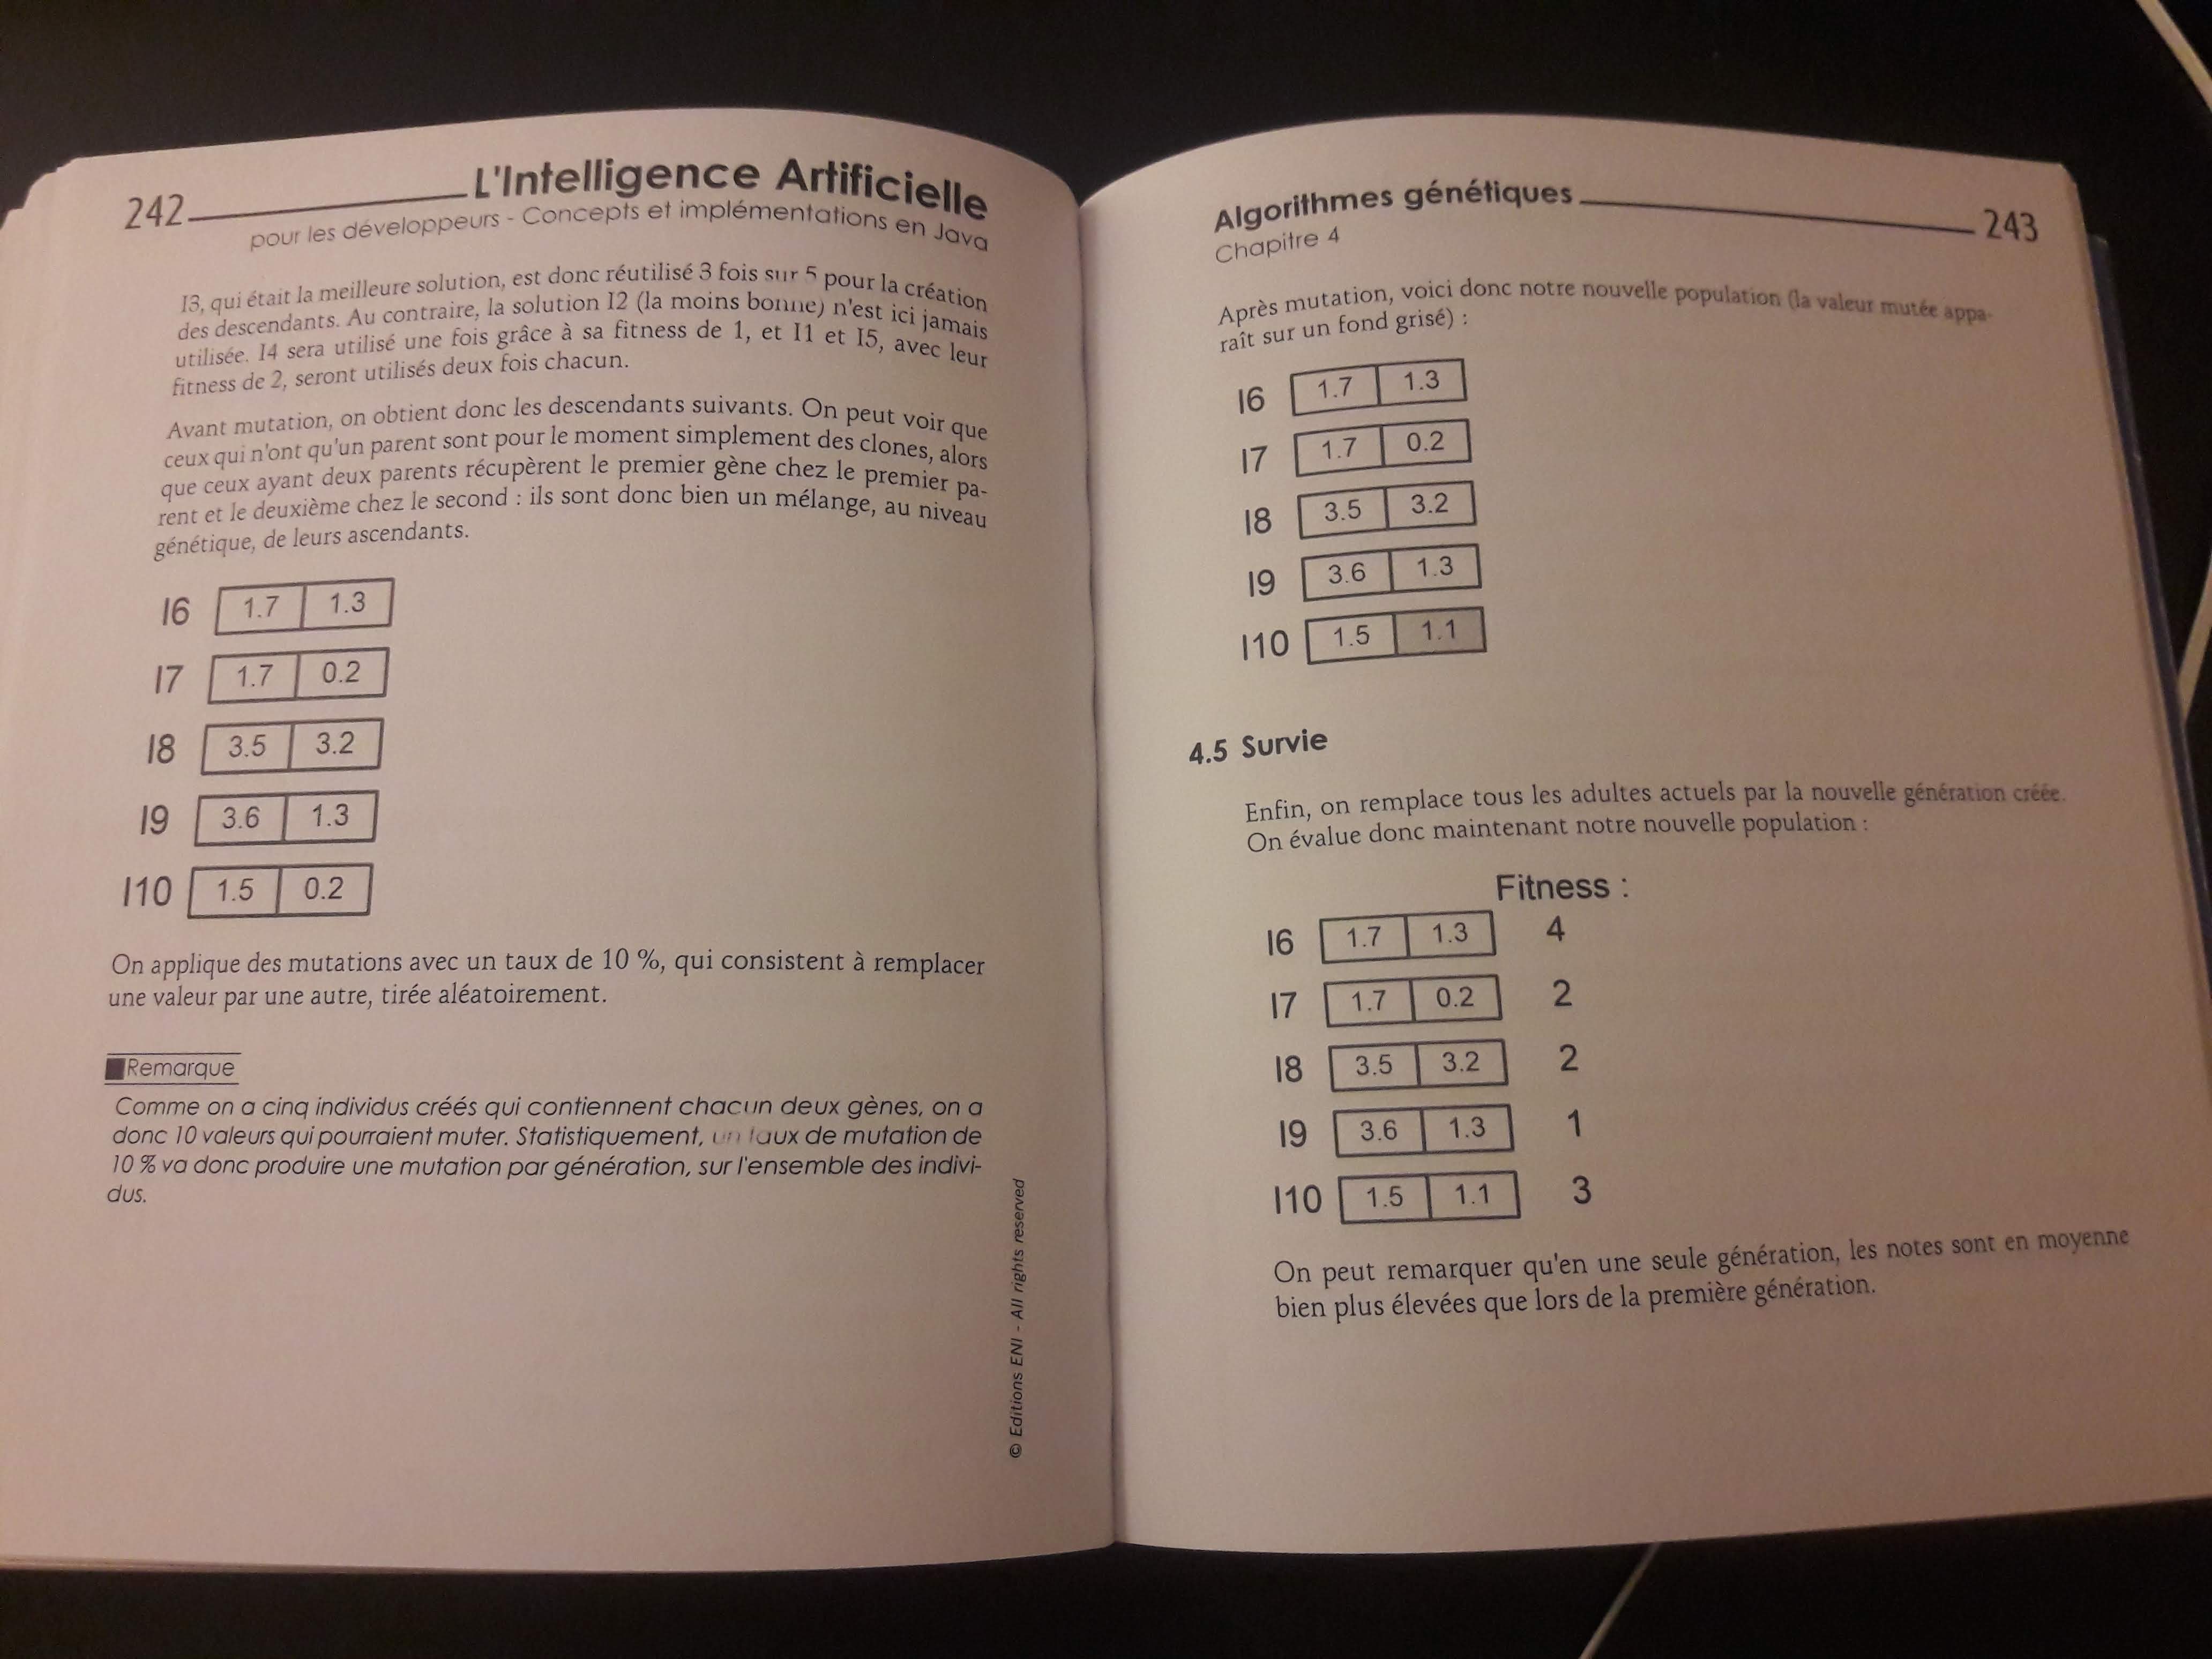 242
L'Intelligence Artificielle
pour les développeurs - Concepts et implémentations en Java
I3, qui était la meilleure solution, est donc réutilisé 3 fois sur 5 pour la création
des descendants. Au contraire, la solution I2 (la moins bonne) n'est ici jamais
utilisée. I4 sera utilisé une fois grâce à sa fitness de 1, et I1 et I5, avec leur
fitness de 2, seront utilisés deux fois chacun.
Avant mutation, on obtient donc les descendants suivants. On peut voir que
ceux qui n'ont qu'un parent sont pour le moment simplement des clones, alors
que ceux ayant deux parents récupèrent le premier gène chez le premier pa-
rent et le deuxième chez le second : ils sont donc bien un mélange, au niveau
génétique, de leurs ascendants.
I6 1.7 1.3
I7 1.7 0.2
I8 3.5 3.2
I9 3.6 1.3
I10 1.5 0.2
On applique des mutations avec un taux de 10 %, qui consistent à remplacer
une valeur par une autre, tirée aléatoirement.
Remarque
Comme on a cinq individus créés qui contiennent chacun deux gènes, on a
donc 10 valeurs qui pourraient muter. Statistiquement, un taux de mutation de
10 % va donc produire une mutation par génération, sur l'ensemble des indivi-
dus.
© Editions ENI - All rights reserved
Algorithmes génétiques
243
Chapitre 4
Après mutation, voici donc notre nouvelle population (la valeur mutée appa-
raît sur un fond grisé) :
I6 1.7 1.3
I7 1.7 0.2
I8 3.5 3.2
I9 3.6 1.3
I10 1.5 1.1
4.5 Survie
Enfin, on remplace tous les adultes actuels par la nouvelle génération créée.
On évalue donc maintenant notre nouvelle population :
Fitness :
I6 1.7 1.3 4
I7 1.7 0.2 2
I8 3.5 3.2 2
I9 3.6 1.3 1
I10 1.5 1.1 3
On peut remarquer qu'en une seule génération, les notes sont en moyenne
bien plus élevées que lors de la première génération.